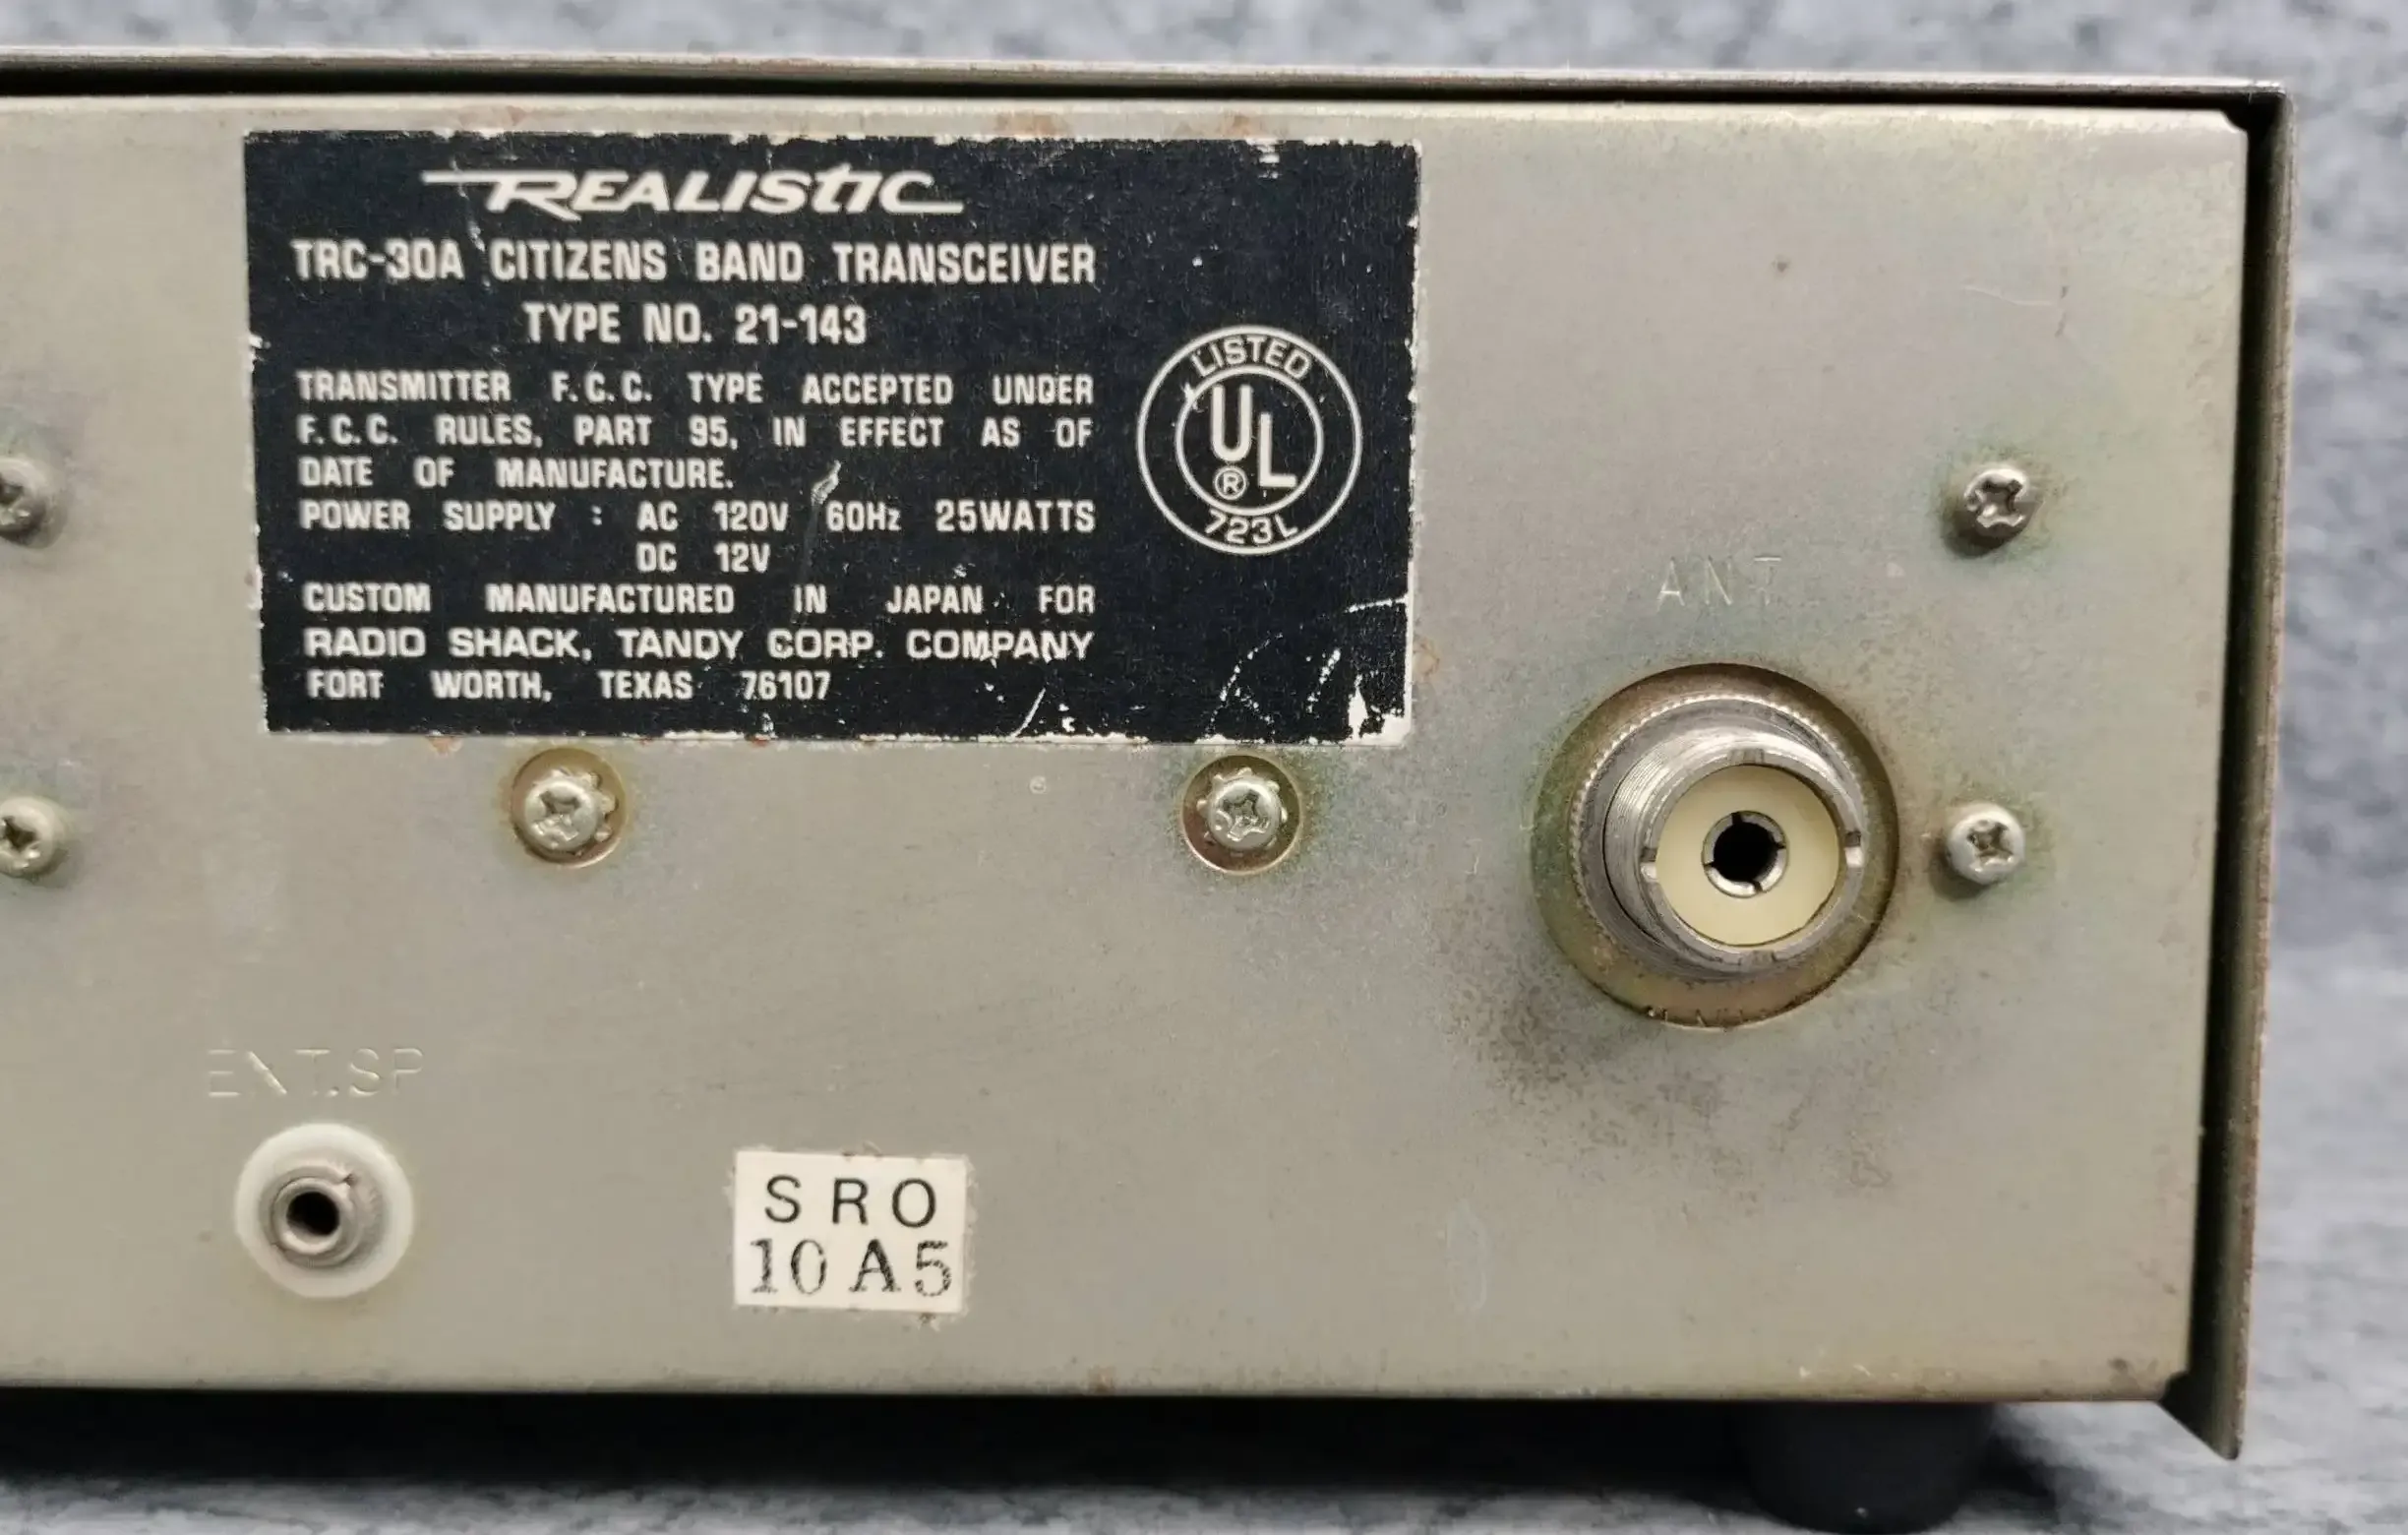 REALISTIC
TRC-30A CITIZENS BAND TRANSCEIVER
TYPE NO. 21-143
TRANSMITTER F.C.C. TYPE ACCEPTED UNDER
F.C.C. RULES, PART 95, IN EFFECT AS OF
DATE OF MANUFACTURE.
POWER SUPPLY : AC 120V 60Hz 25WATTS
DC 12V
CUSTOM MANUFACTURED IN JAPAN FOR
RADIO SHACK, TANDY CORP. COMPANY
FORT WORTH, TEXAS 76107
LISTED
UL
®
723L
ANT
EXT.SP
SRO
10A5